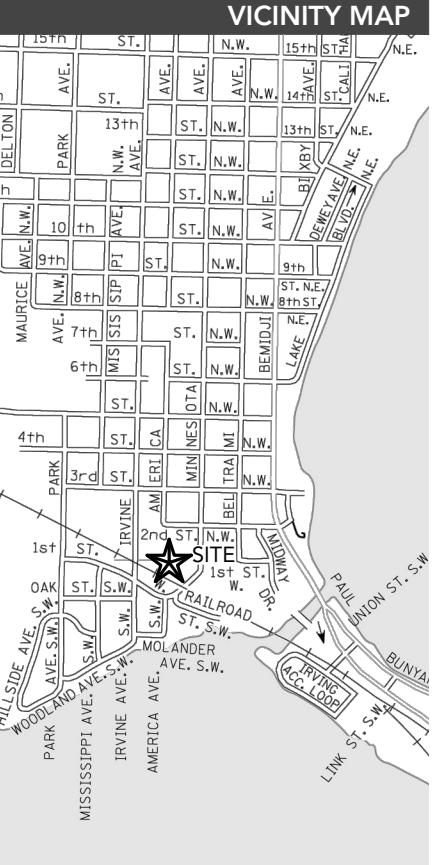 VICINITY MAP
15th ST. N.W. 15th ST.
N.E.
AVE. AVE. AVE. AVE. CALI
ST. N.W. 14th ST. N.E.
DELTON PARK 13th ST. N.W. 13th ST. N.E.
N.W. AVE. ST. N.W. BIXBY N.E. N.E.
ST. N.W. AVE. DEWEY AVE. BLVD.
N.W. 10th AVE. ST. N.W.
AVE. 9th PI ST. N.W. 9th
ST. N.E.
MAURICE N.W. 8th SIP ST. N.W. 8th ST.
N.E.
AVE. 7th SIS ST. N.W. BEMIDJI LAKE
6th MIS ST. N.W.
ST. OTA N.W.
4th ST. CA NES MI N.W.
PARK 3rd ST. ERI MIN TRA N.W.
IRVINE AM BEL
2nd ST. N.W.
1st ST. SITE MIDWAY DR.
1st ST.
W.
W.
OAK ST. S.W. RAILROAD PAUL
ST. S.W.
UNION ST. S.W.
S.W. S.W. S.W.
HILLSIDE AVE. S.W.
AVE. S.W.
MOLANDER
AVE. S.W.
WOODLAND AVE. S.W.
IRVING
ACC. LOOP
BUNYA
LINK ST. S.W.
PARK
MISSISSIPPI AVE.
IRVINE AVE.
AMERICA AVE.